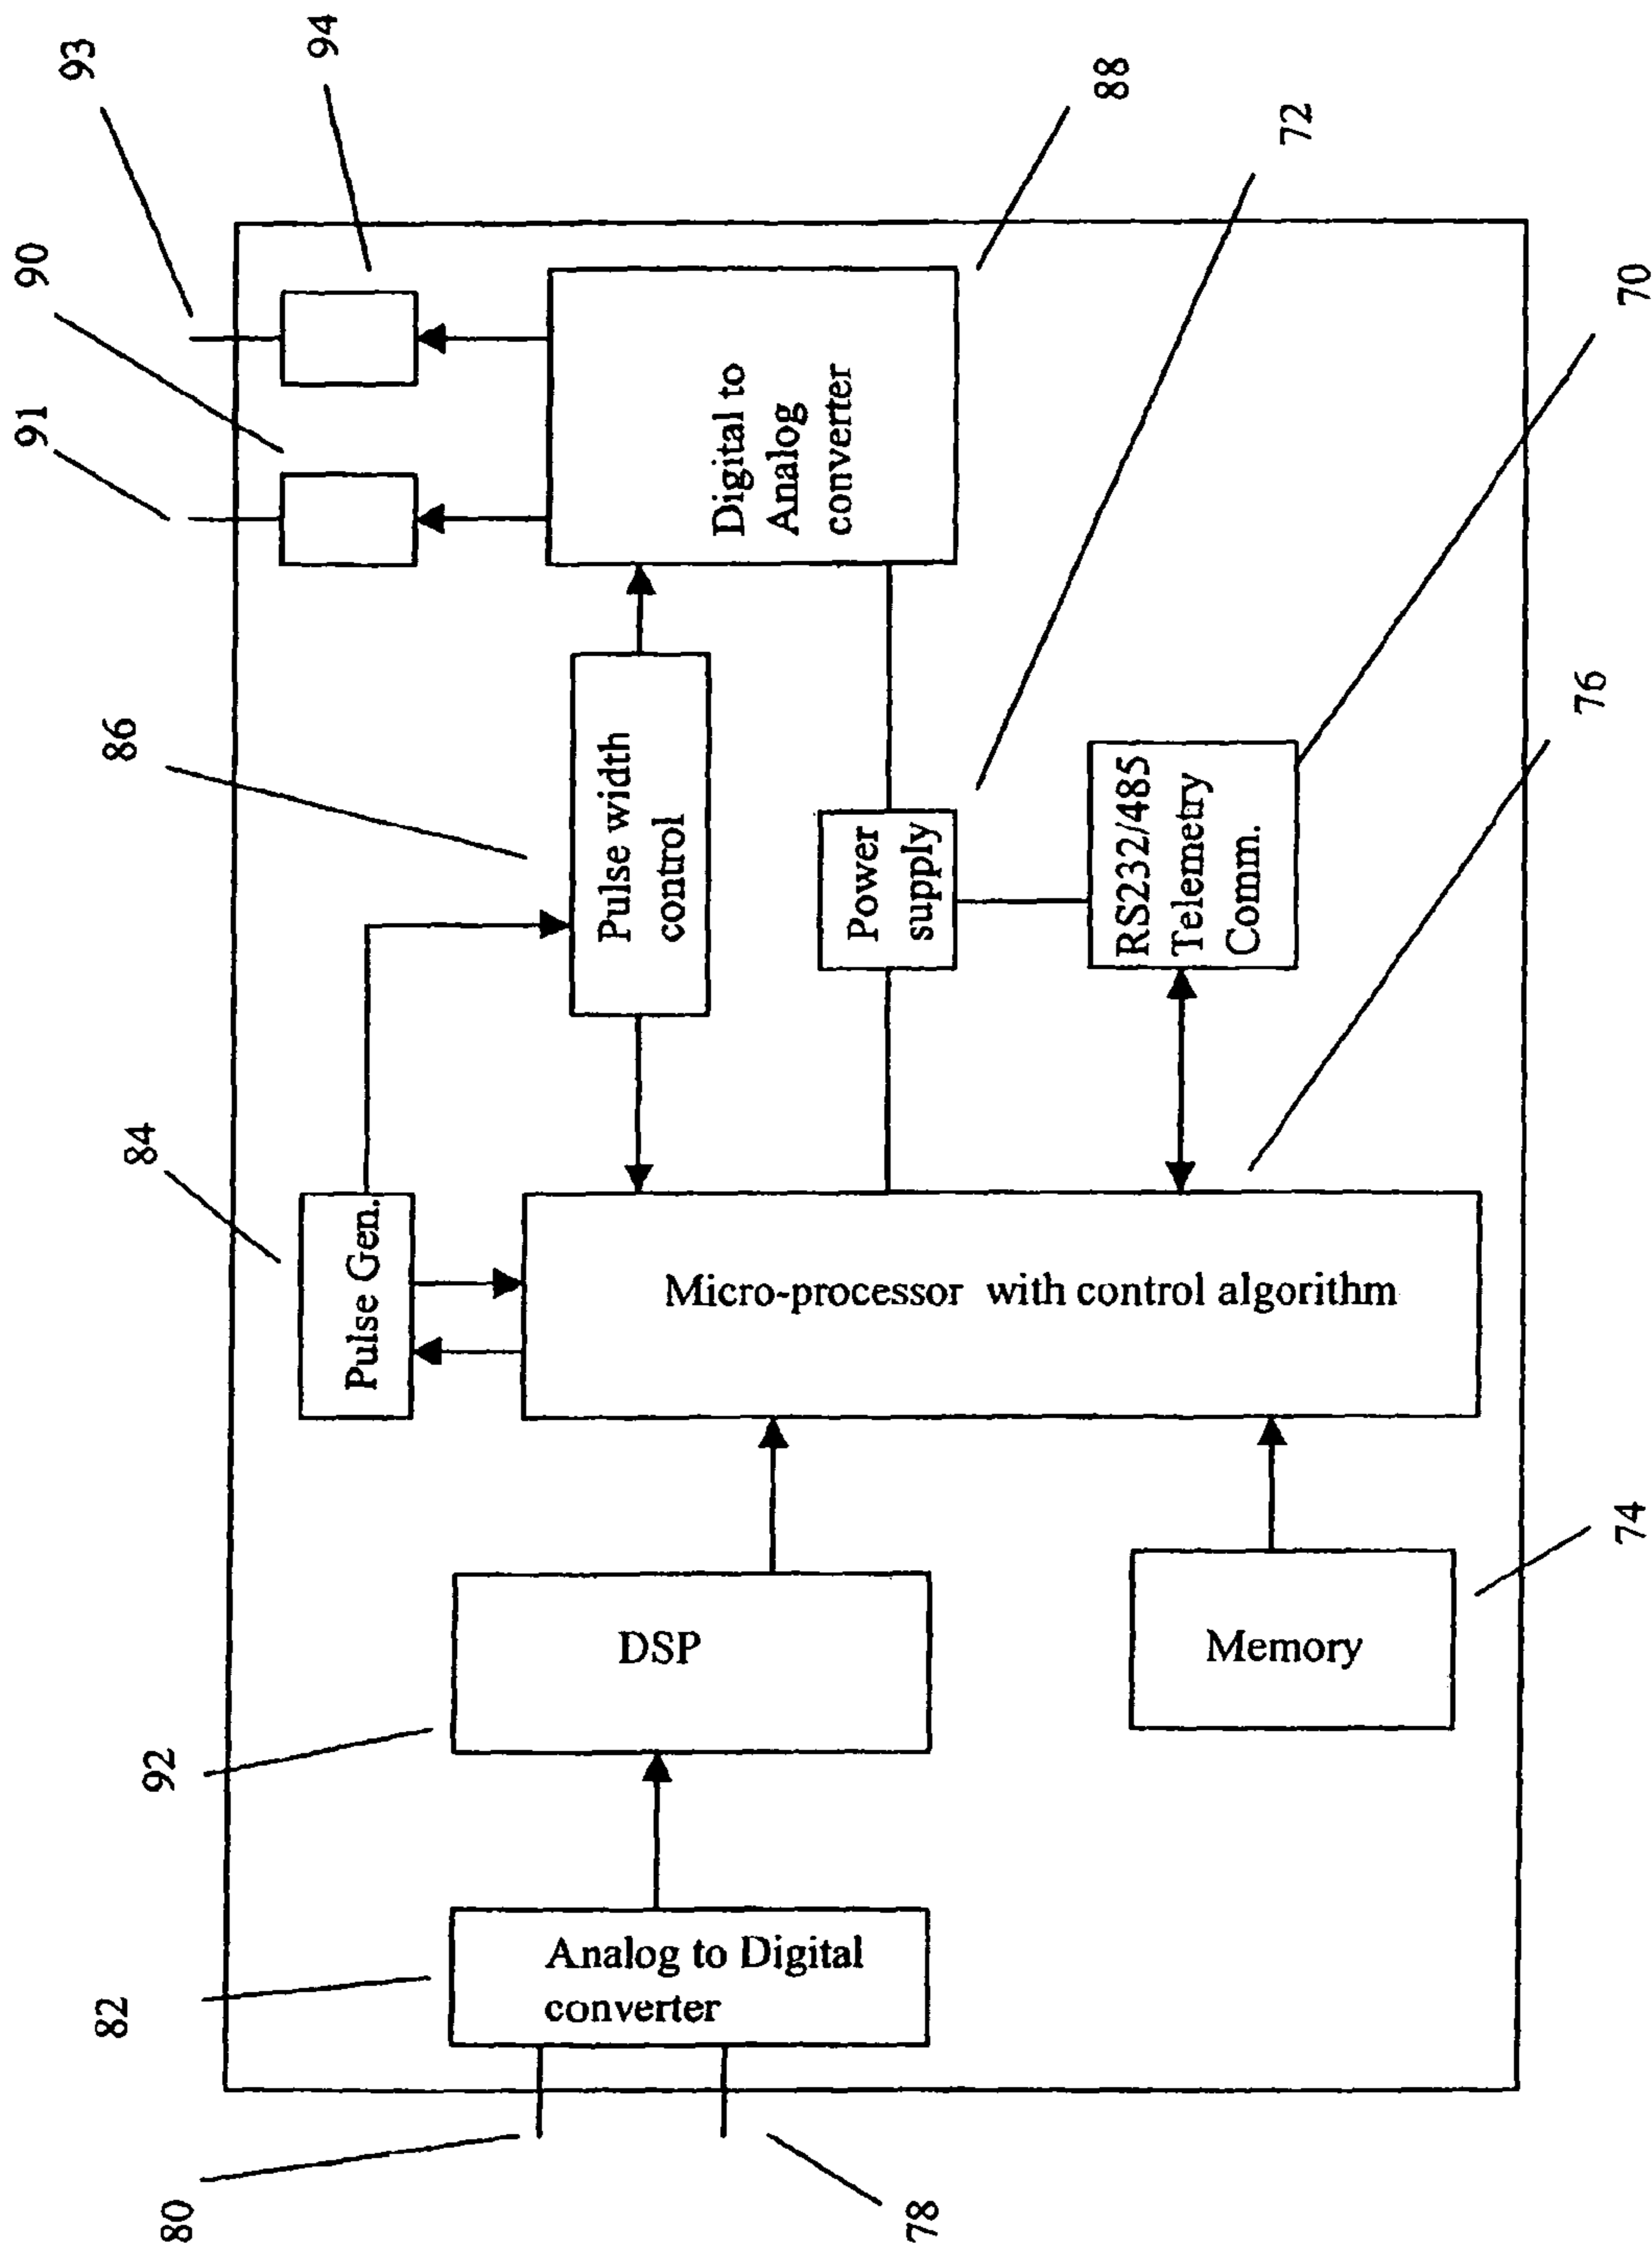 93
94
90
91
88
72
Digital to
Analog
converter
86
70
Pulse width
control
Power
supply
RS232/485
Telemetry
Comm.
76
84
Pulse Gen.
Micro-processor with control algorithm
DSP
Memory
92
74
Analog to Digital
converter
82
80
78